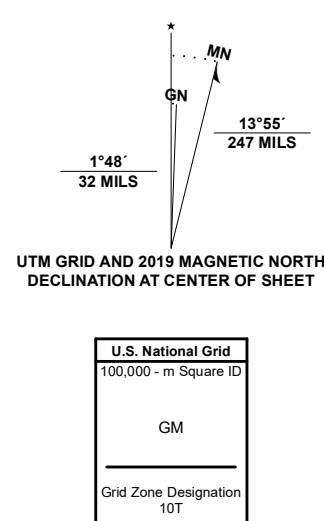 ★
MN
GN
13°55´
247 MILS
1°48´
32 MILS
UTM GRID AND 2019 MAGNETIC NORTH
DECLINATION AT CENTER OF SHEET
U.S. National Grid
100,000 - m Square ID
GM
Grid Zone Designation
10T